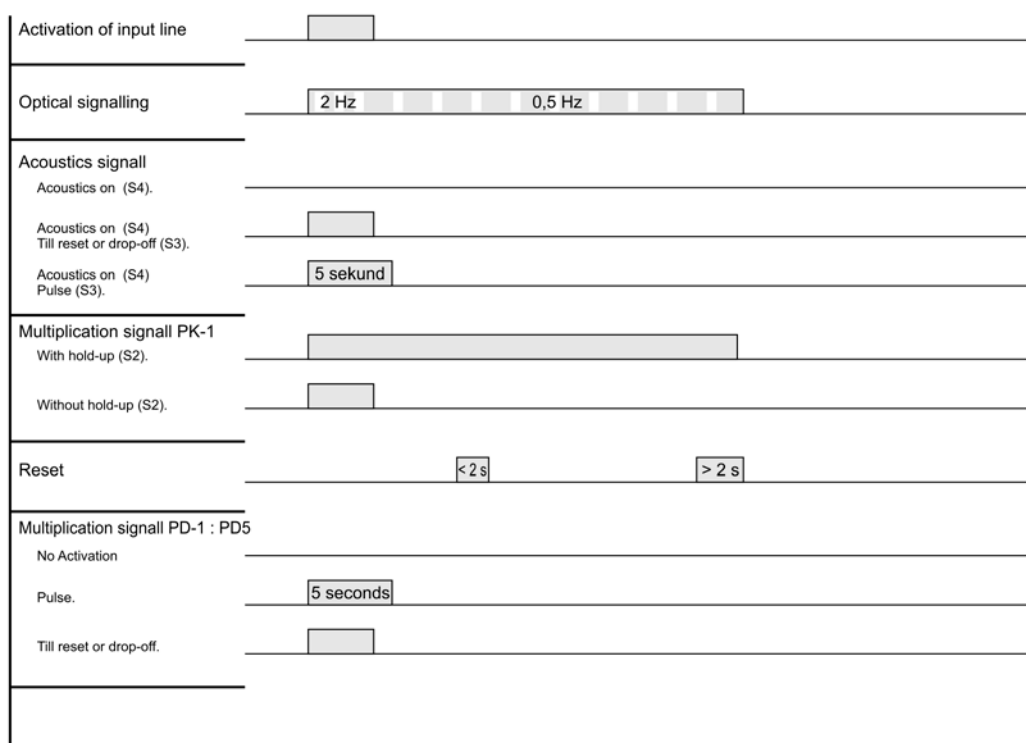 Activation of input line
Optical signalling
2 Hz
0,5 Hz
Acoustics signall
Acoustics on (S4).
Acoustics on (S4)
Till reset or drop-off (S3).
Acoustics on (S4)
Pulse (S3).
5 sekund
Multiplication signall PK-1
With hold-up (S2).
Without hold-up (S2).
Reset
< 2 s
> 2 s
Multiplication signall PD-1 : PD5
No Activation
Pulse.
5 seconds
Till reset or drop-off.